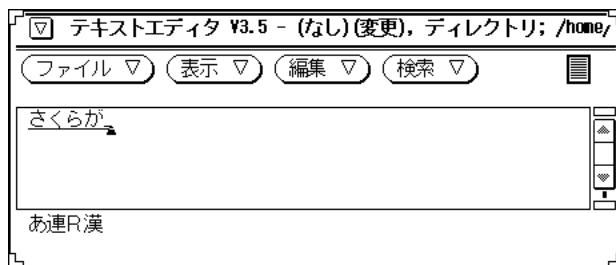 テキストエディタ V3.5 - (なし)(変更), ディレクトリ; /home/
ファイル ▽ 表示 ▽ 編集 ▽ 検索 ▽
さくらが
あ連R漢